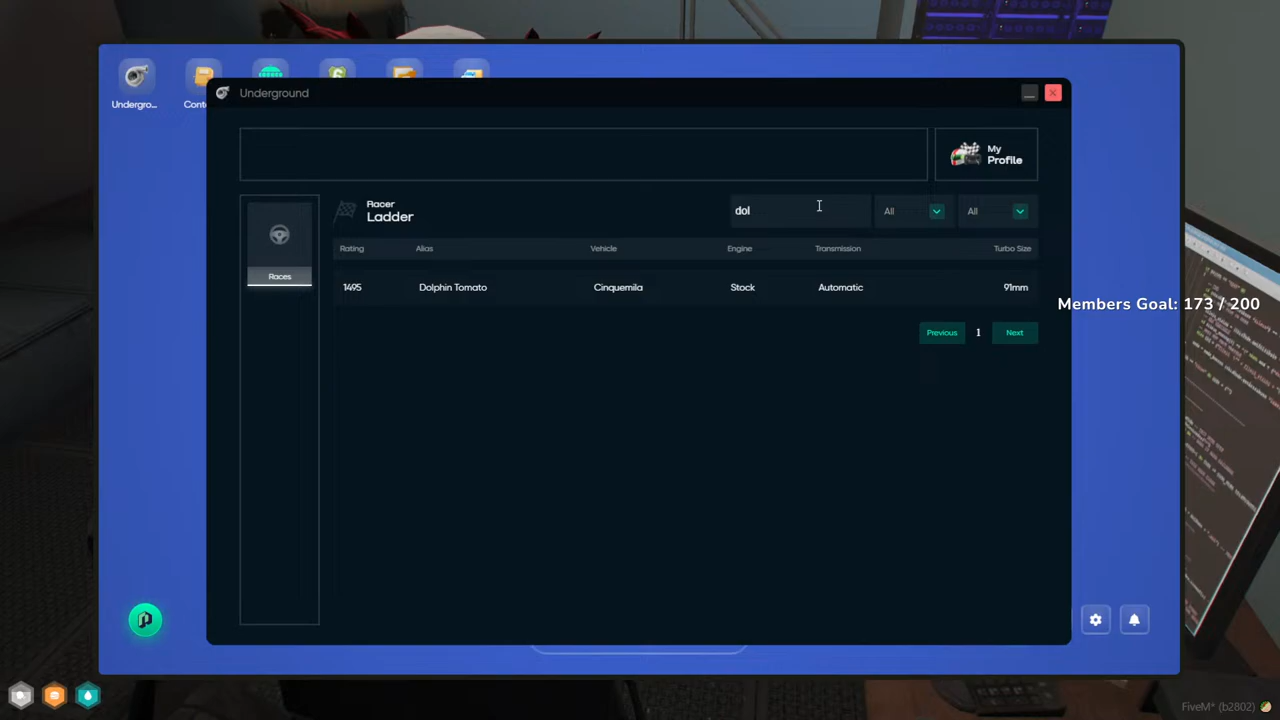 Undergro...
Cont
Underground
My
Profile
Racer
Ladder
dol
All
All
Races
Rating Alias Vehicle Engine Transmission Turbo Size
1495 Dolphin Tomato Cinquemila Stock Automatic 91mm
Previous 1 Next
Members Goal: 173 / 200
FiveM* (b2802)